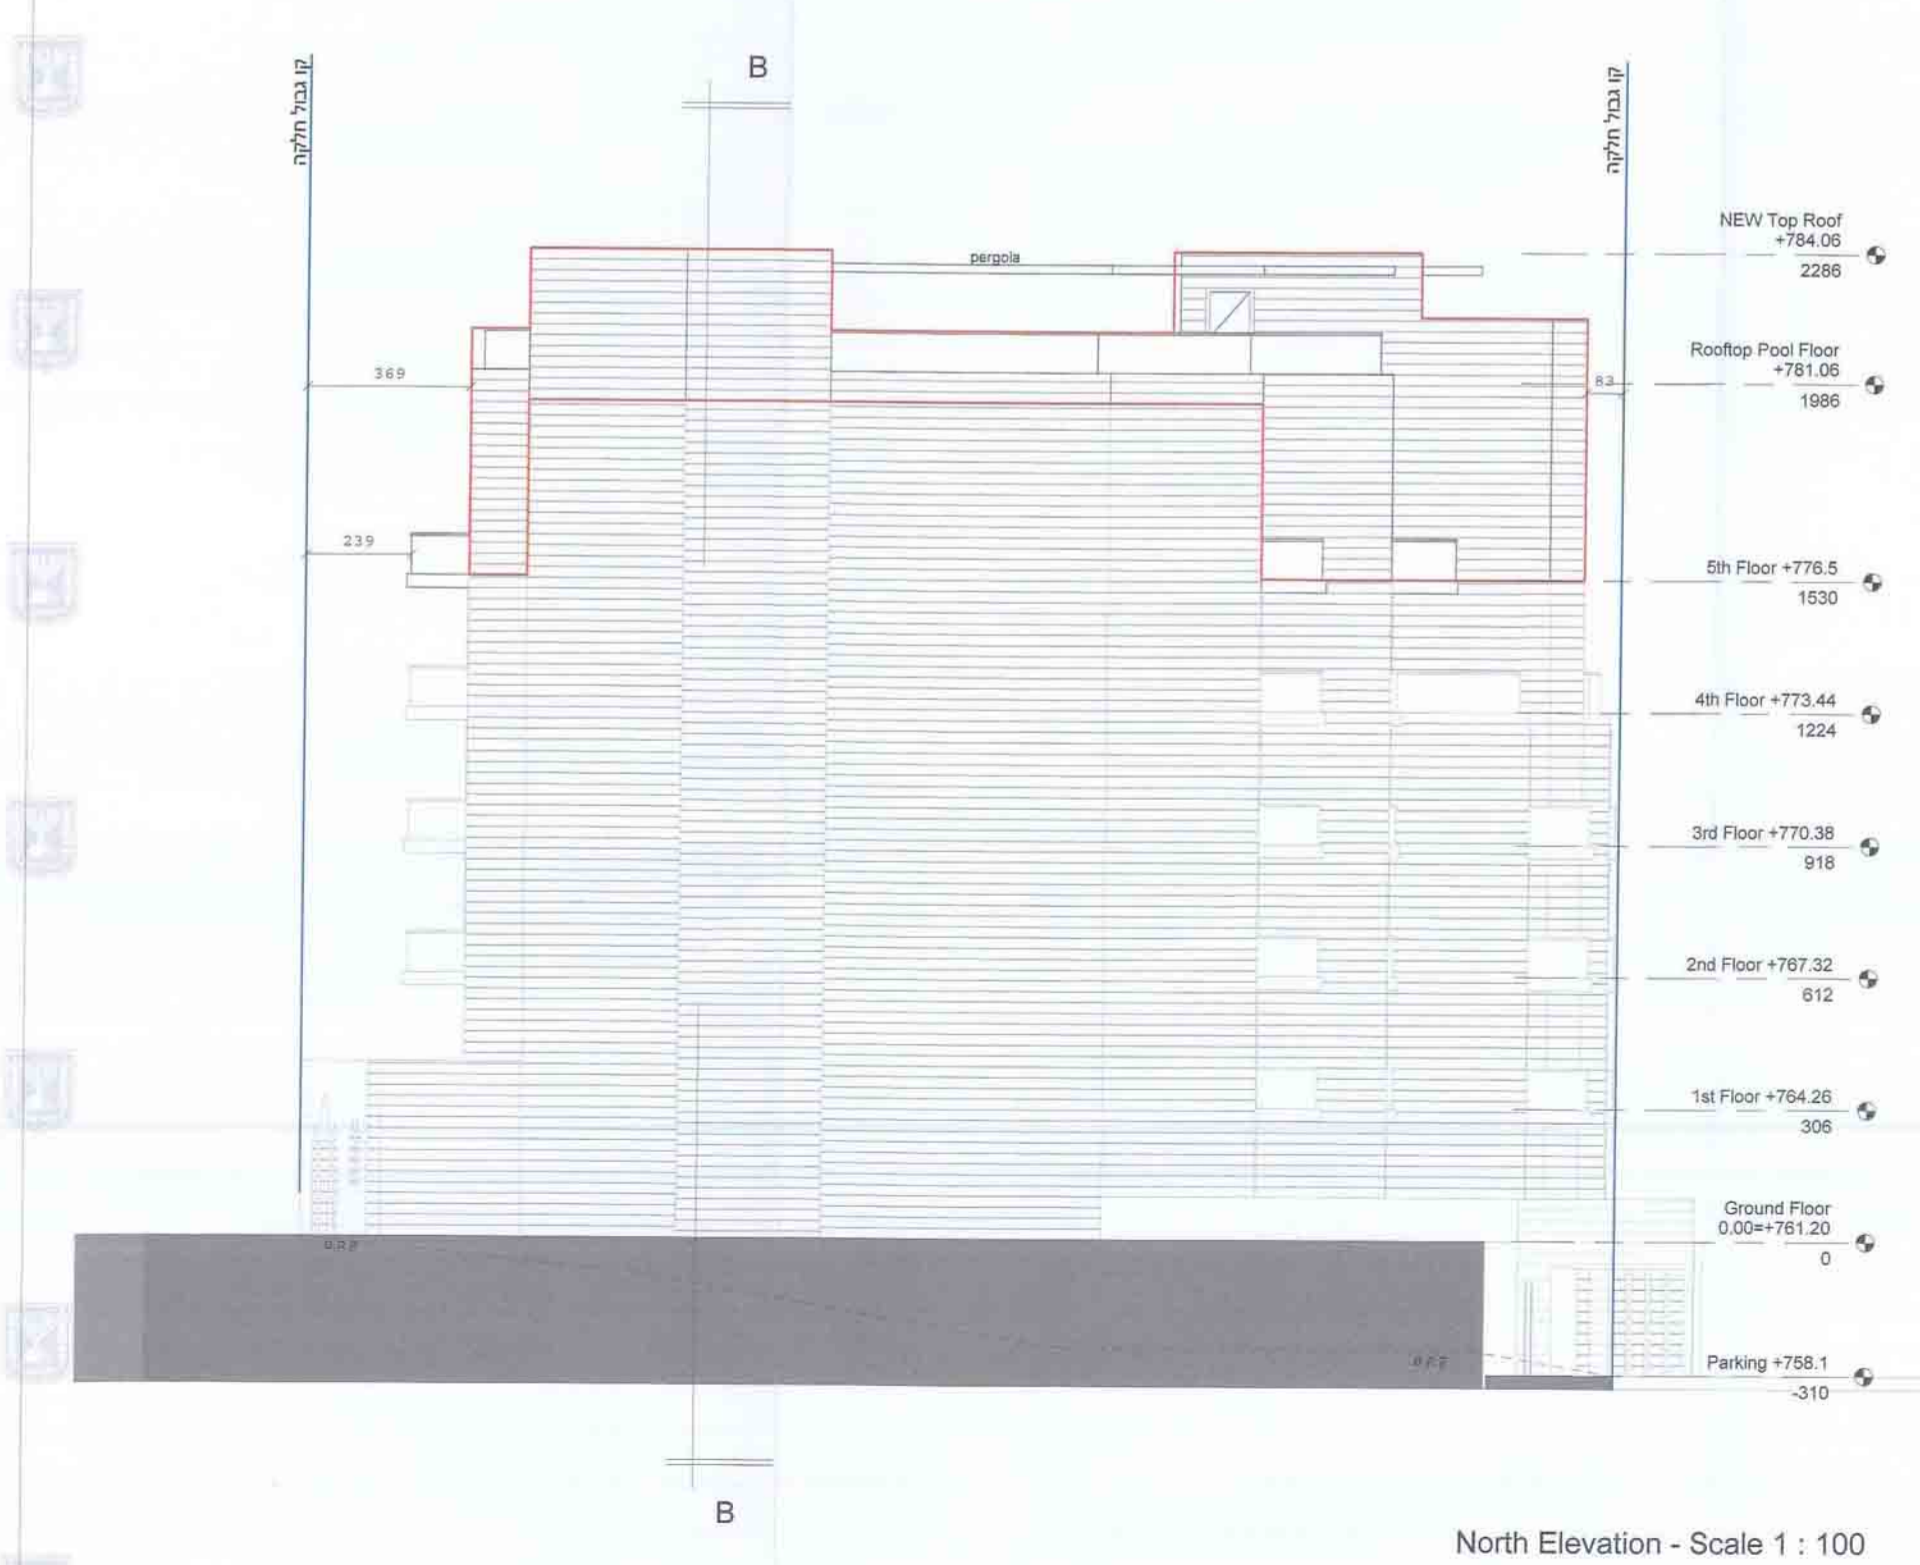 B
קו גבול חלקה
קו גבול חלקה
NEW Top Roof
+784.06
2286
pergola
Rooftop Pool Floor
+781.06
1986
369
83
239
5th Floor +776.5
1530
4th Floor +773.44
1224
3rd Floor +770.38
918
2nd Floor +767.32
612
1st Floor +764.26
306
Ground Floor
0.00=+761.20
0
Parking +758.1
-310
B
North Elevation - Scale 1 : 100